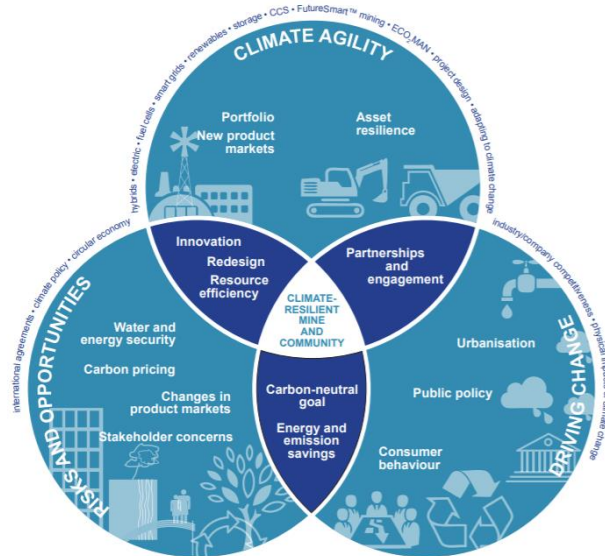 hybrids • electric • fuel cells • smart grids • renewables • storage • CCS • FutureSmart™ mining • ECO₂MAN • project design • adapting to climate change
CLIMATE AGILITY
Portfolio
New product
markets
Asset
resilience
Innovation
Redesign
Resource
efficiency
Partnerships
and
engagement
CLIMATE-
RESILIENT
MINE
AND
COMMUNITY
international agreements • climate policy • circular economy
RISKS AND OPPORTUNITIES
Water and
energy security
Carbon pricing
Changes in
product markets
Stakeholder concerns
Carbon-neutral
goal
Energy and
emission
savings
industry/company competitiveness • physical
climate change
DRIVING CHANGE
Urbanisation
Public policy
Consumer
behaviour